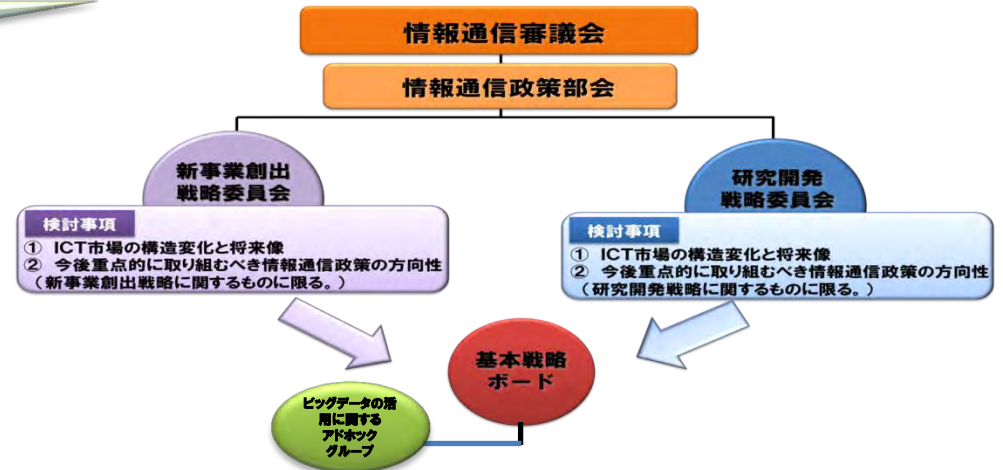 情報通信審議会
情報通信政策部会
新事業創出
戦略委員会
検討事項
① ICT市場の構造変化と将来像
② 今後重点的に取り組むべき情報通信政策の方向性
（新事業創出戦略に関するものに限る。）
研究開発
戦略委員会
検討事項
① ICT市場の構造変化と将来像
② 今後重点的に取り組むべき情報通信政策の方向性
（研究開発戦略に関するものに限る。）
基本戦略
ボード
ビッグデータの活
用に関する
アドホック
グループ